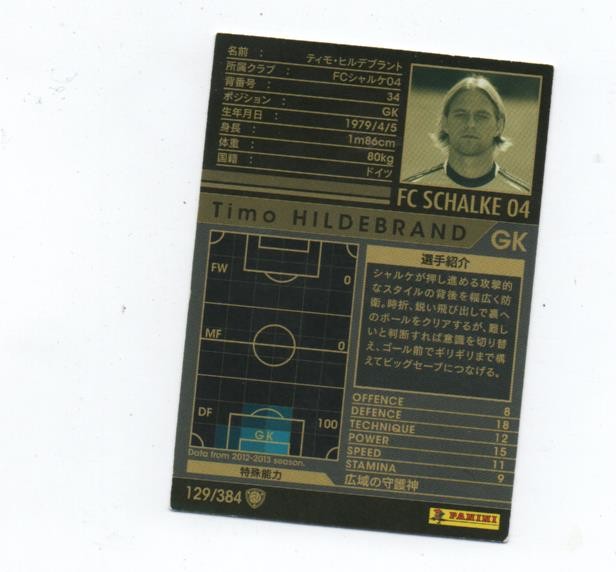 名前 : ティモ・ヒルデブラント
所属クラブ : FCシャルケ04
背番号 : 34
ポジション : GK
生年月日 : 1979/4/5
身長 : 1m86cm
体重 : 80kg
国籍 : ドイツ
FC SCHALKE 04
Timo HILDEBRAND GK
選手紹介
シャルケが押し進める攻撃的
なスタイルの背後を幅広く防
衛。時折、鋭い飛び出しで裏へ
のボールをクリアするが、難し
いと判断すれば意識を切り替
え、ゴール前でギリギリまで構
えてビッグセーブにつなげる。
FW 0
MF 0
DF 100
GK
Data from 2012-2013 season.
OFFENCE 8
DEFENCE 18
TECHNIQUE 12
POWER 15
SPEED 11
STAMINA 9
特殊能力 広域の守護神
129/384
PANINI